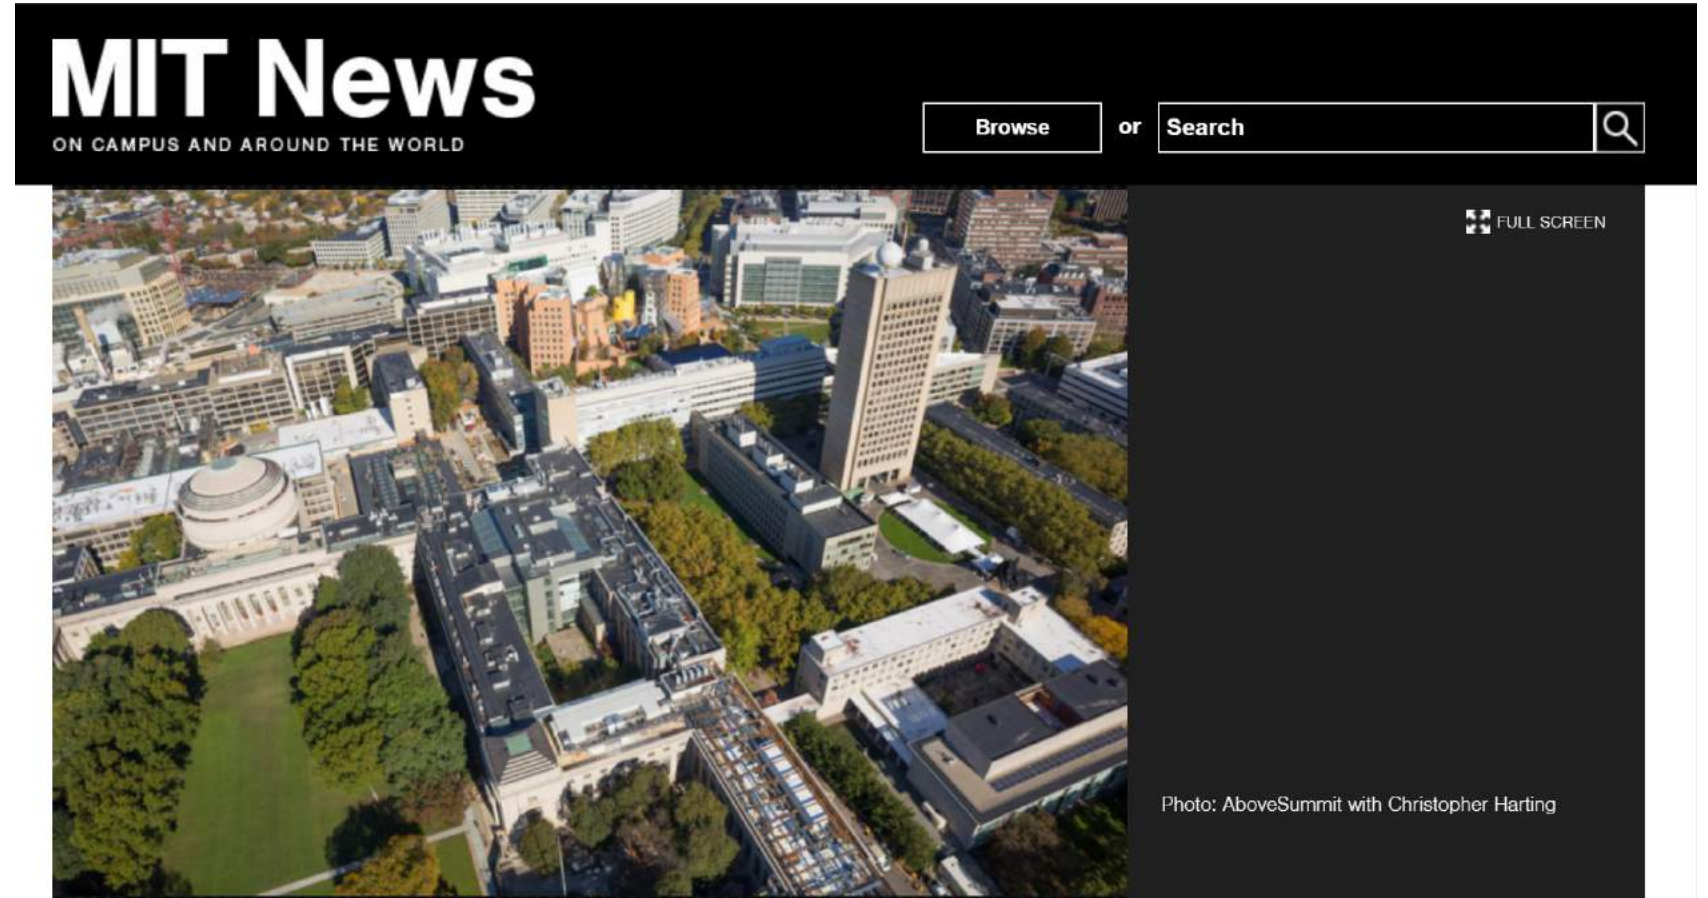 MIT News
ON CAMPUS AND AROUND THE WORLD
Browse or Search
FULL SCREEN
Photo: AboveSummit with Christopher Harting